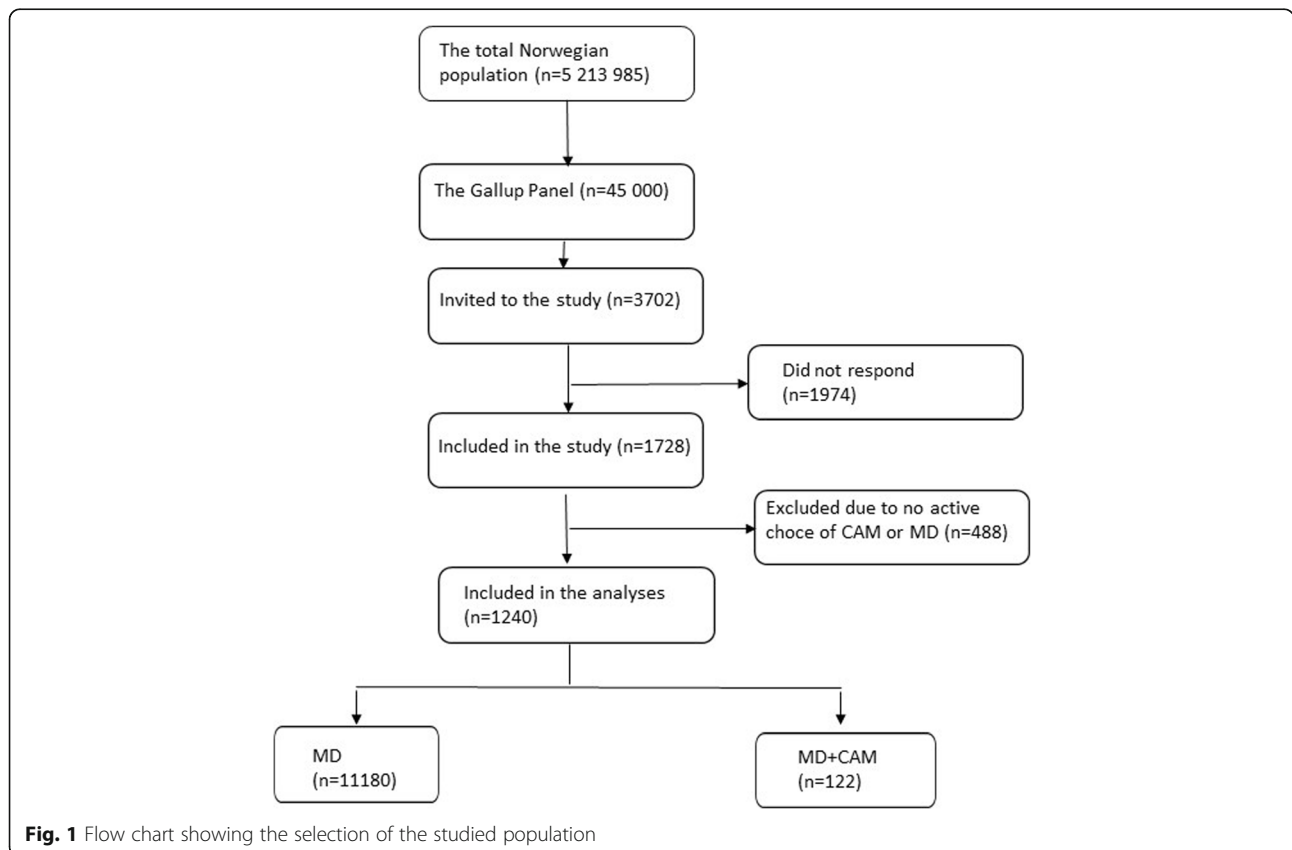 The total Norwegian
population (n=5 213 985)
The Gallup Panel (n=45 000)
Invited to the study (n=3702)
Did not respond
(n=1974)
Included in the study (n=1728)
Excluded due to no active
choce of CAM or MD (n=488)
Included in the analyses
(n=1240)
MD
(n=11180)
MD+CAM
(n=122)
Fig. 1 Flow chart showing the selection of the studied population